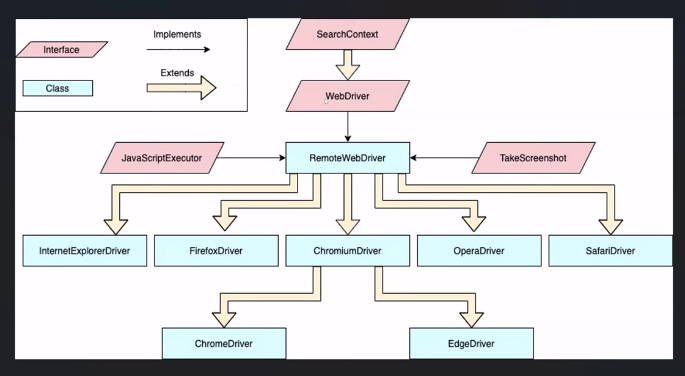 Interface
Implements
Extends
Class
SearchContext
WebDriver
JavaScriptExecutor
RemoteWebDriver
TakeScreenshot
InternetExplorerDriver
FirefoxDriver
ChromiumDriver
OperaDriver
SafariDriver
ChromeDriver
EdgeDriver